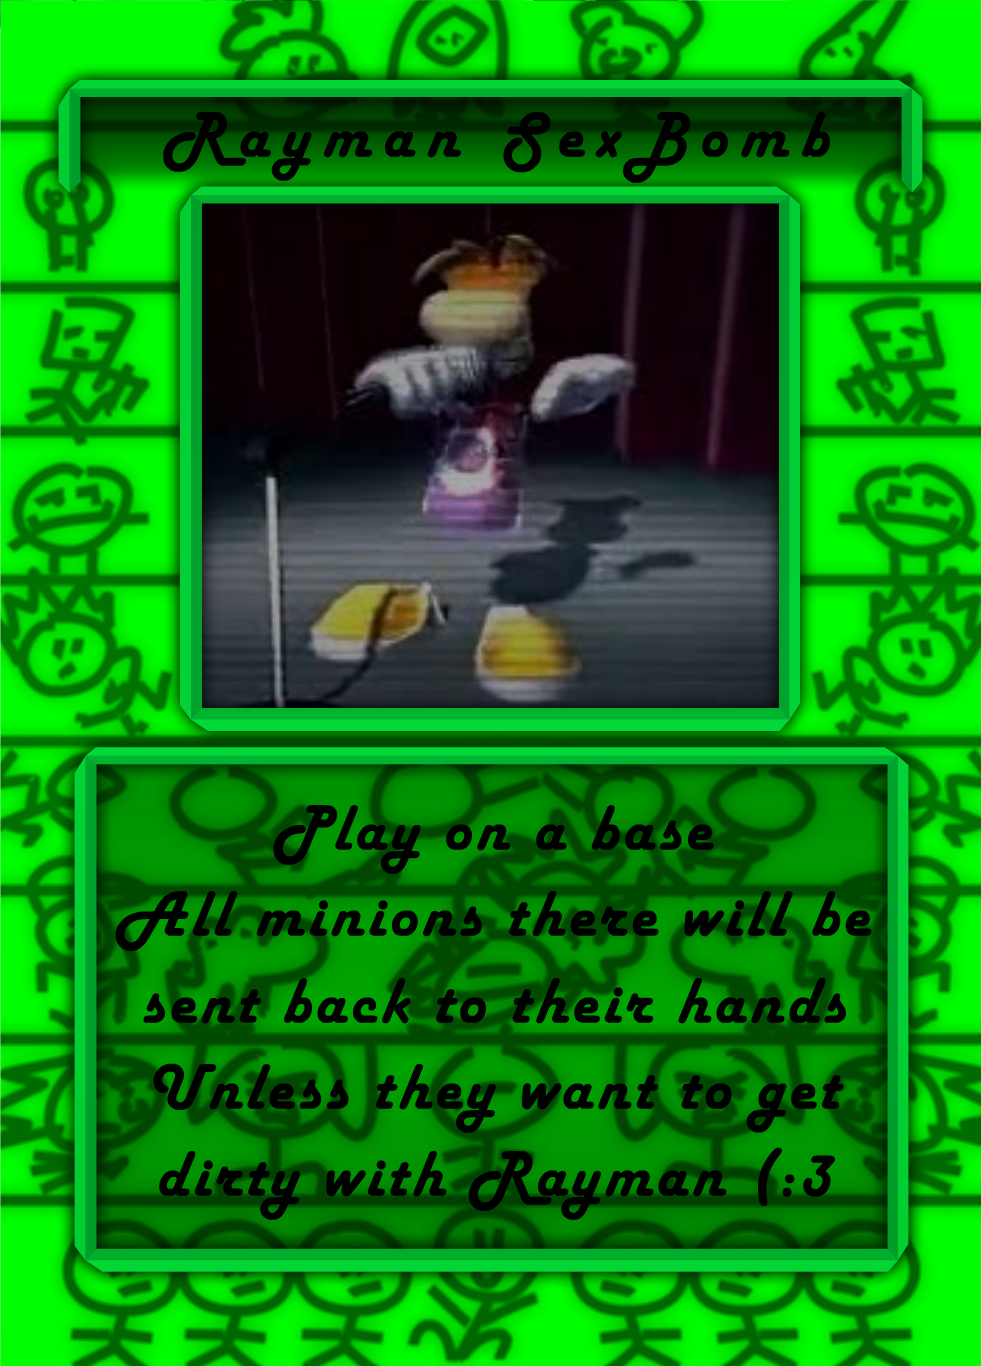 Rayman SexBomb
Play on a base
All minions there will be
sent back to their hands
Unless they want to get
dirty with Rayman (:3